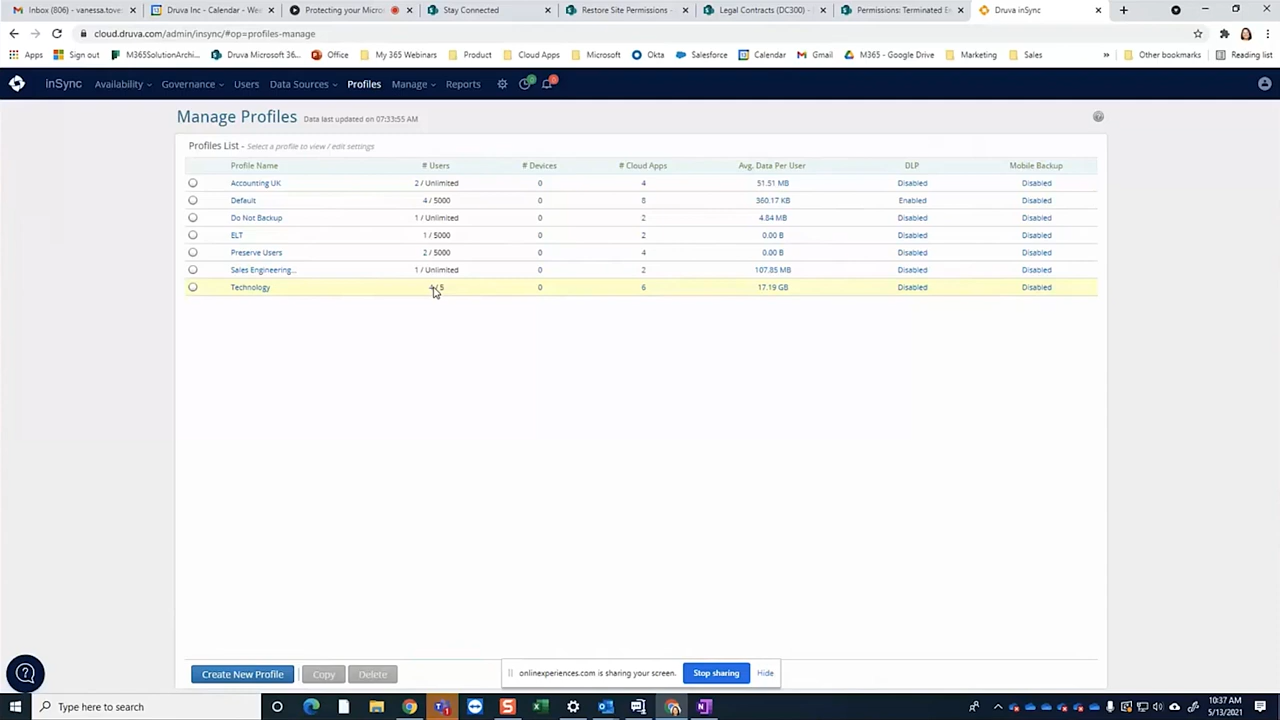 Inbox (806) - vanessa.tove
Druva Inc - Calendar - We
Protecting your Micro
Stay Connected
Restore Site Permissions -
Legal Contracts (DC300) -
Permissions: Terminated E
Druva inSync
cloud.druva.com/admin/insync/#op=profiles-manage
Apps
Sign out
M365SolutionArchi...
Druva Microsoft 36...
Office
My 365 Webinars
Product
Cloud Apps
Microsoft
Okta
Salesforce
Calendar
Gmail
M365 - Google Drive
Marketing
Sales
»
Other bookmarks
Reading list
inSync
Availability
Governance
Users
Data Sources
Profiles
Manage
Reports
0
0
Manage Profiles Data last updated on 07:33:55 AM
Profiles List - Select a profile to view / edit settings
Profile Name # Users # Devices # Cloud Apps Avg. Data Per User DLP Mobile Backup
Accounting UK 2 / Unlimited 0 4 51.51 MB Disabled Disabled
Default 4 / 5000 0 8 360.17 KB Enabled Disabled
Do Not Backup 1 / Unlimited 0 2 4.84 MB Disabled Disabled
ELT 1 / 5000 0 2 0.00 B Disabled Disabled
Preserve Users 2 / 5000 0 4 0.00 B Disabled Disabled
Sales Engineering... 1 / Unlimited 0 2 107.85 MB Disabled Disabled
Technology 4 / 5 0 6 17.19 GB Disabled Disabled
Create New Profile
Copy
Delete
onlinexperiences.com is sharing your screen.
Stop sharing
Hide
Type here to search
10:37 AM
5/13/2021